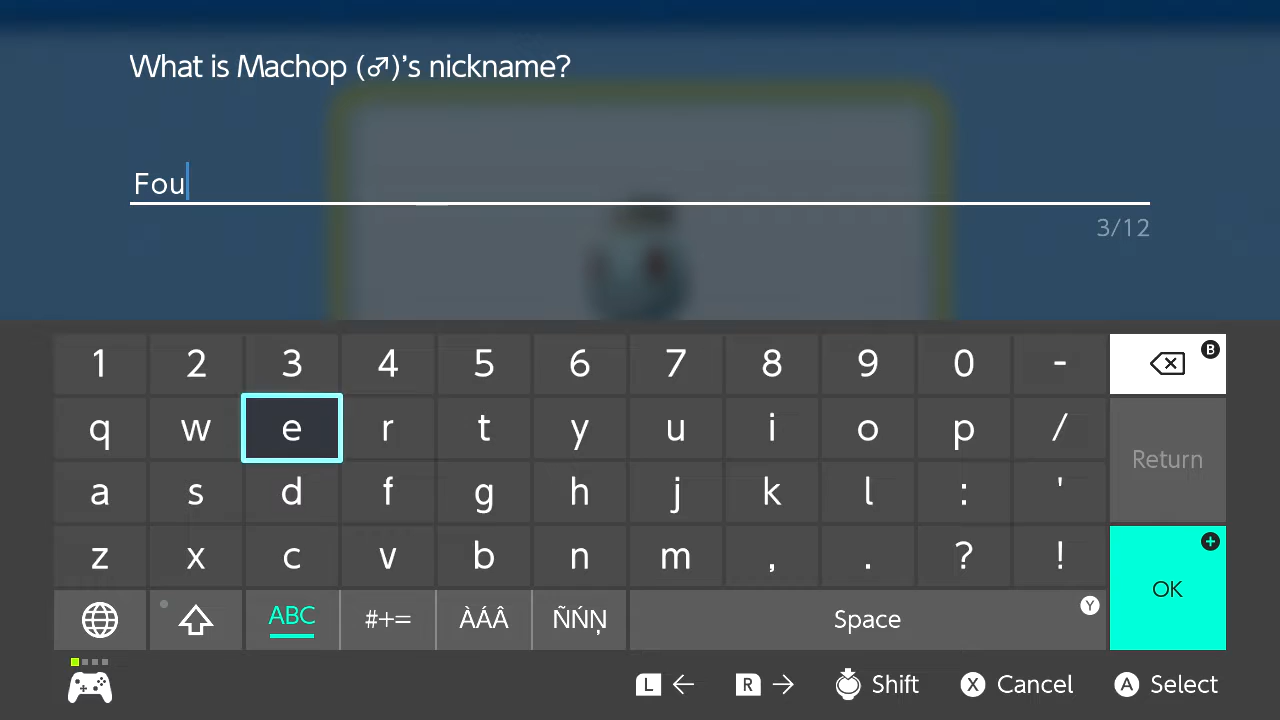 What is Machop (♂)'s nickname?
Fou
3/12
1 2 3 4 5 6 7 8 9 0 -
q w e r t y u i o p /
a s d f g h j k l : '
z x c v b n m , . ? !
B
Return
+
OK
ABC #+= ÀÁÂ ÑÑŅ Space Y
L ← R → Shift X Cancel A Select